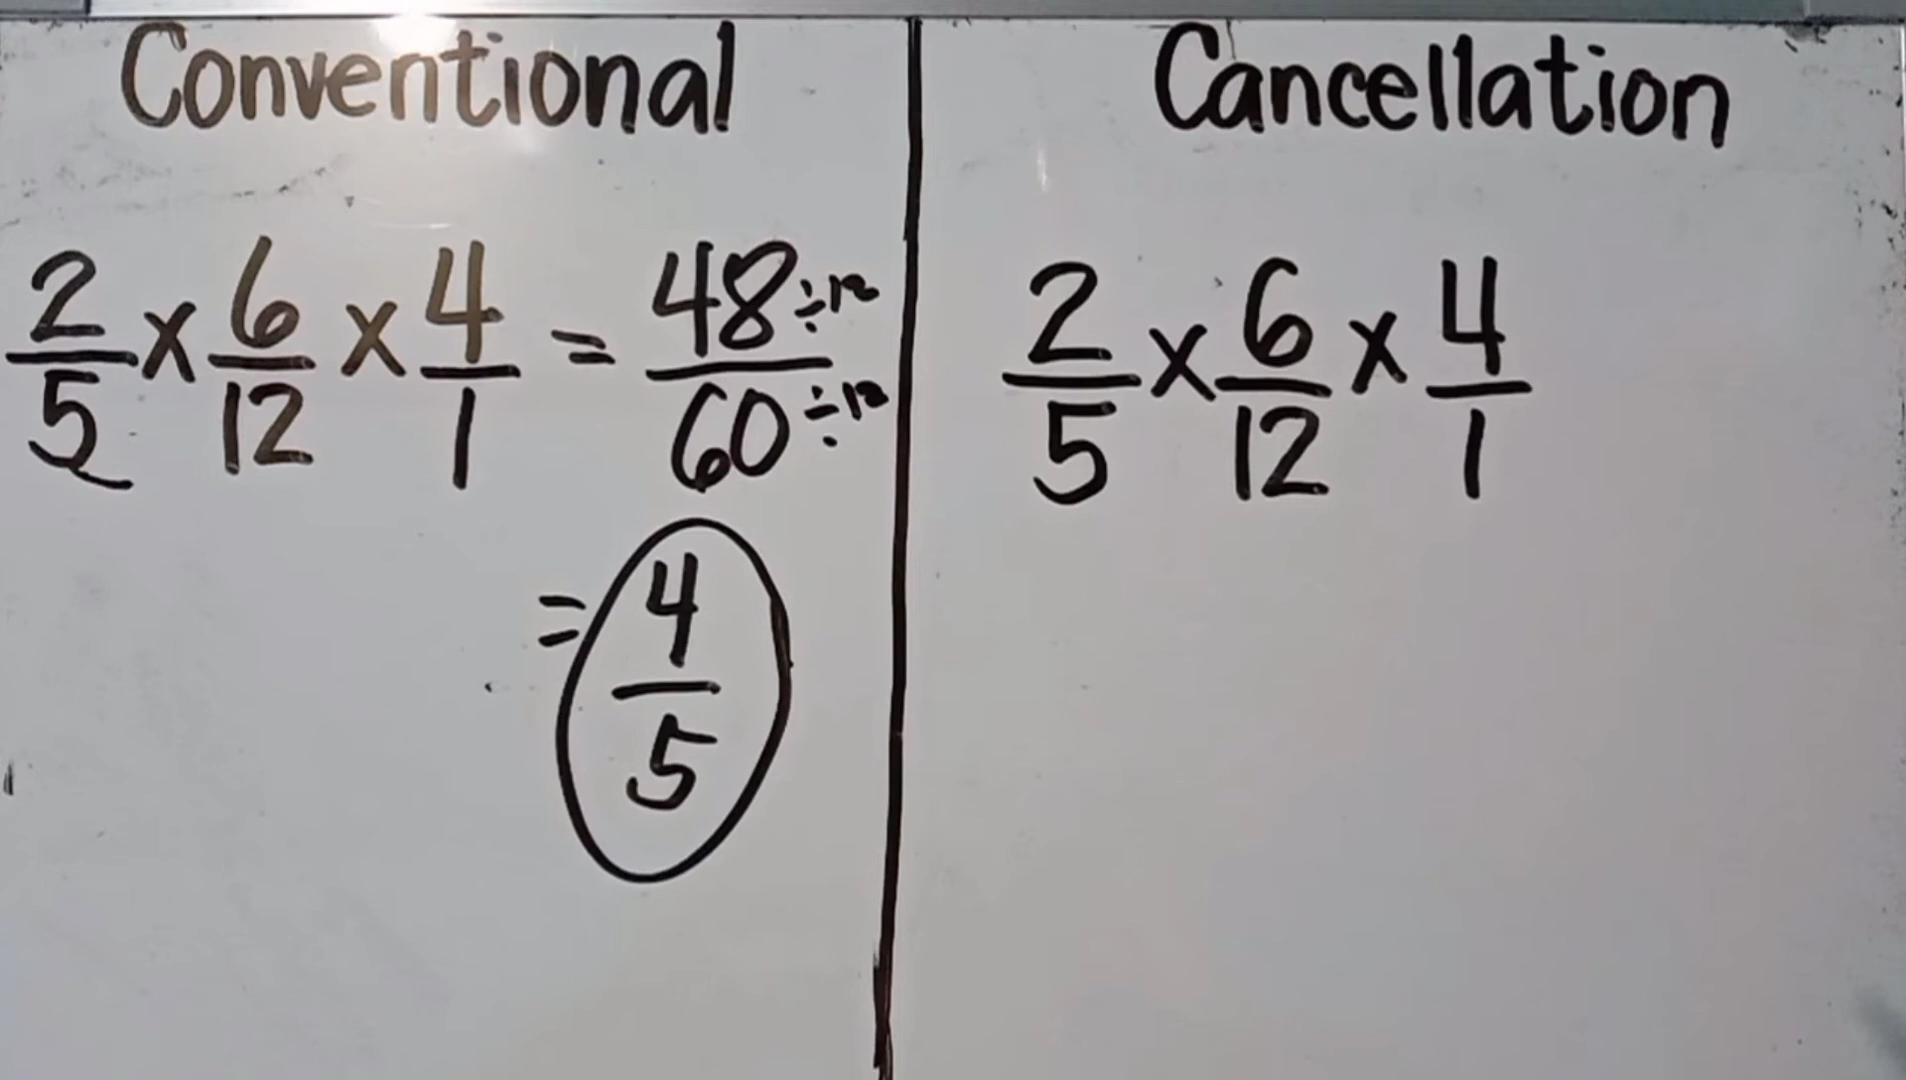 Conventional
2/5 x 6/12 x 4/1 = 48÷12/60÷12
= 4/5
Cancellation
2/5 x 6/12 x 4/1